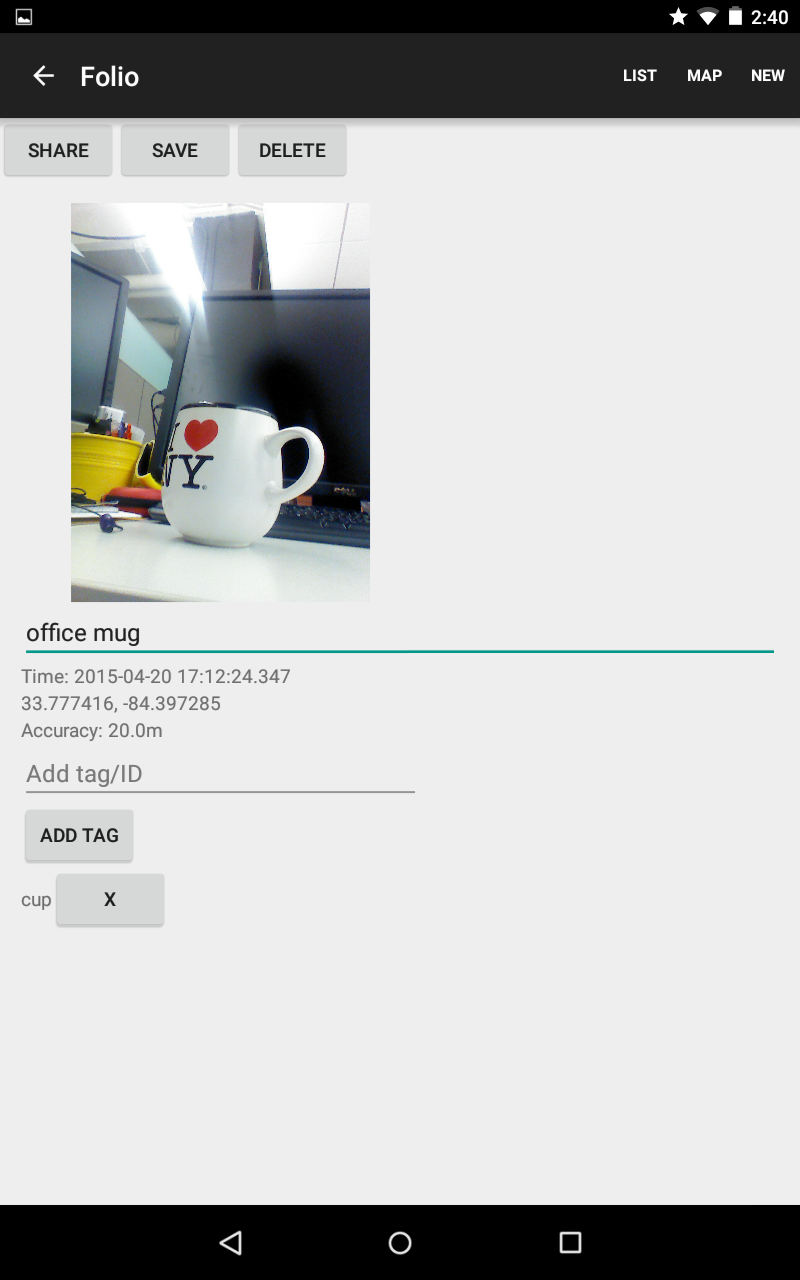 2:40
Folio LIST MAP NEW
SHARE SAVE DELETE
I ♥
NY
DELL
office mug
Time: 2015-04-20 17:12:24.347
33.777416, -84.397285
Accuracy: 20.0m
Add tag/ID
ADD TAG
cup X